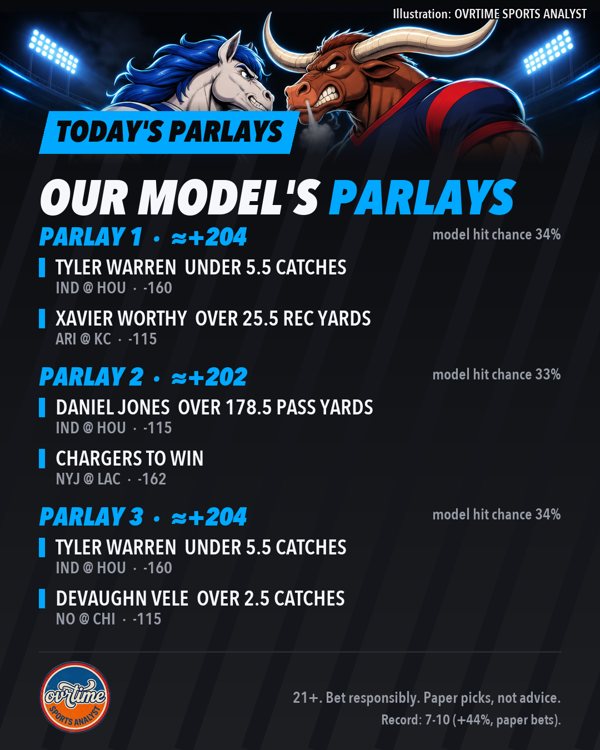 Illustration: OVRTIME SPORTS ANALYST
TODAY'S PARLAYS
OUR MODEL'S PARLAYS
PARLAY 1 · ≈+204
model hit chance 34%
TYLER WARREN UNDER 5.5 CATCHES
IND @ HOU · -160
XAVIER WORTHY OVER 25.5 REC YARDS
ARI @ KC · -115
PARLAY 2 · ≈+202
model hit chance 33%
DANIEL JONES OVER 178.5 PASS YARDS
IND @ HOU · -115
CHARGERS TO WIN
NYJ @ LAC · -162
PARLAY 3 · ≈+204
model hit chance 34%
TYLER WARREN UNDER 5.5 CATCHES
IND @ HOU · -160
DEVAUGHN VELE OVER 2.5 CATCHES
NO @ CHI · -115
ovrtime
SPORTS ANALYST
21+. Bet responsibly. Paper picks, not advice.
Record: 7-10 (+44%, paper bets).